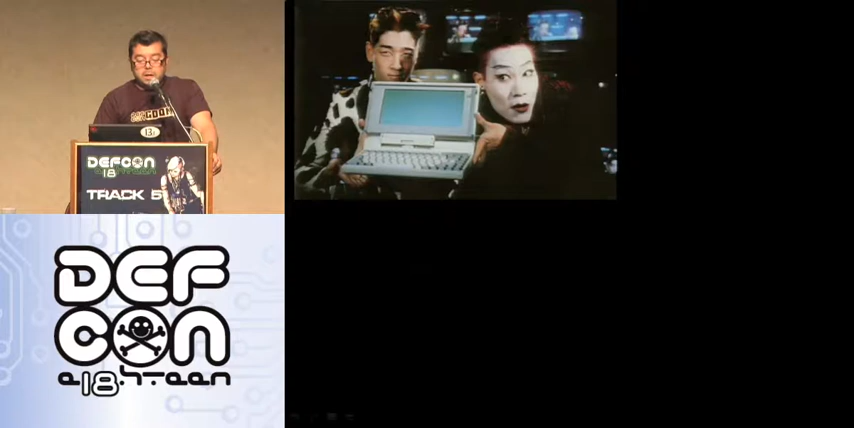 DEFCON
18
TRACK 5
DEF
CON
e18hteen